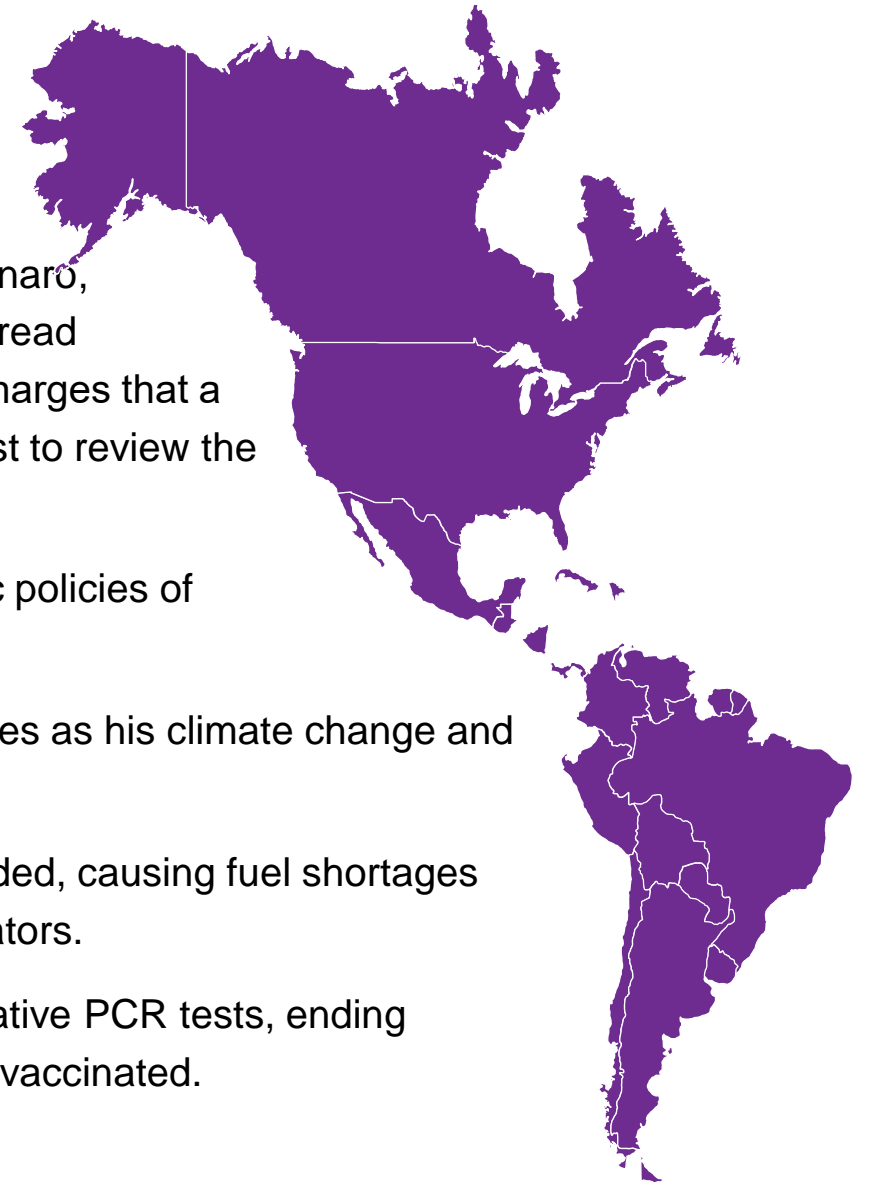 naro,
read
harges that a
st to review the
c policies of
es as his climate change and
ded, causing fuel shortages
ators.
ative PCR tests, ending
vaccinated.